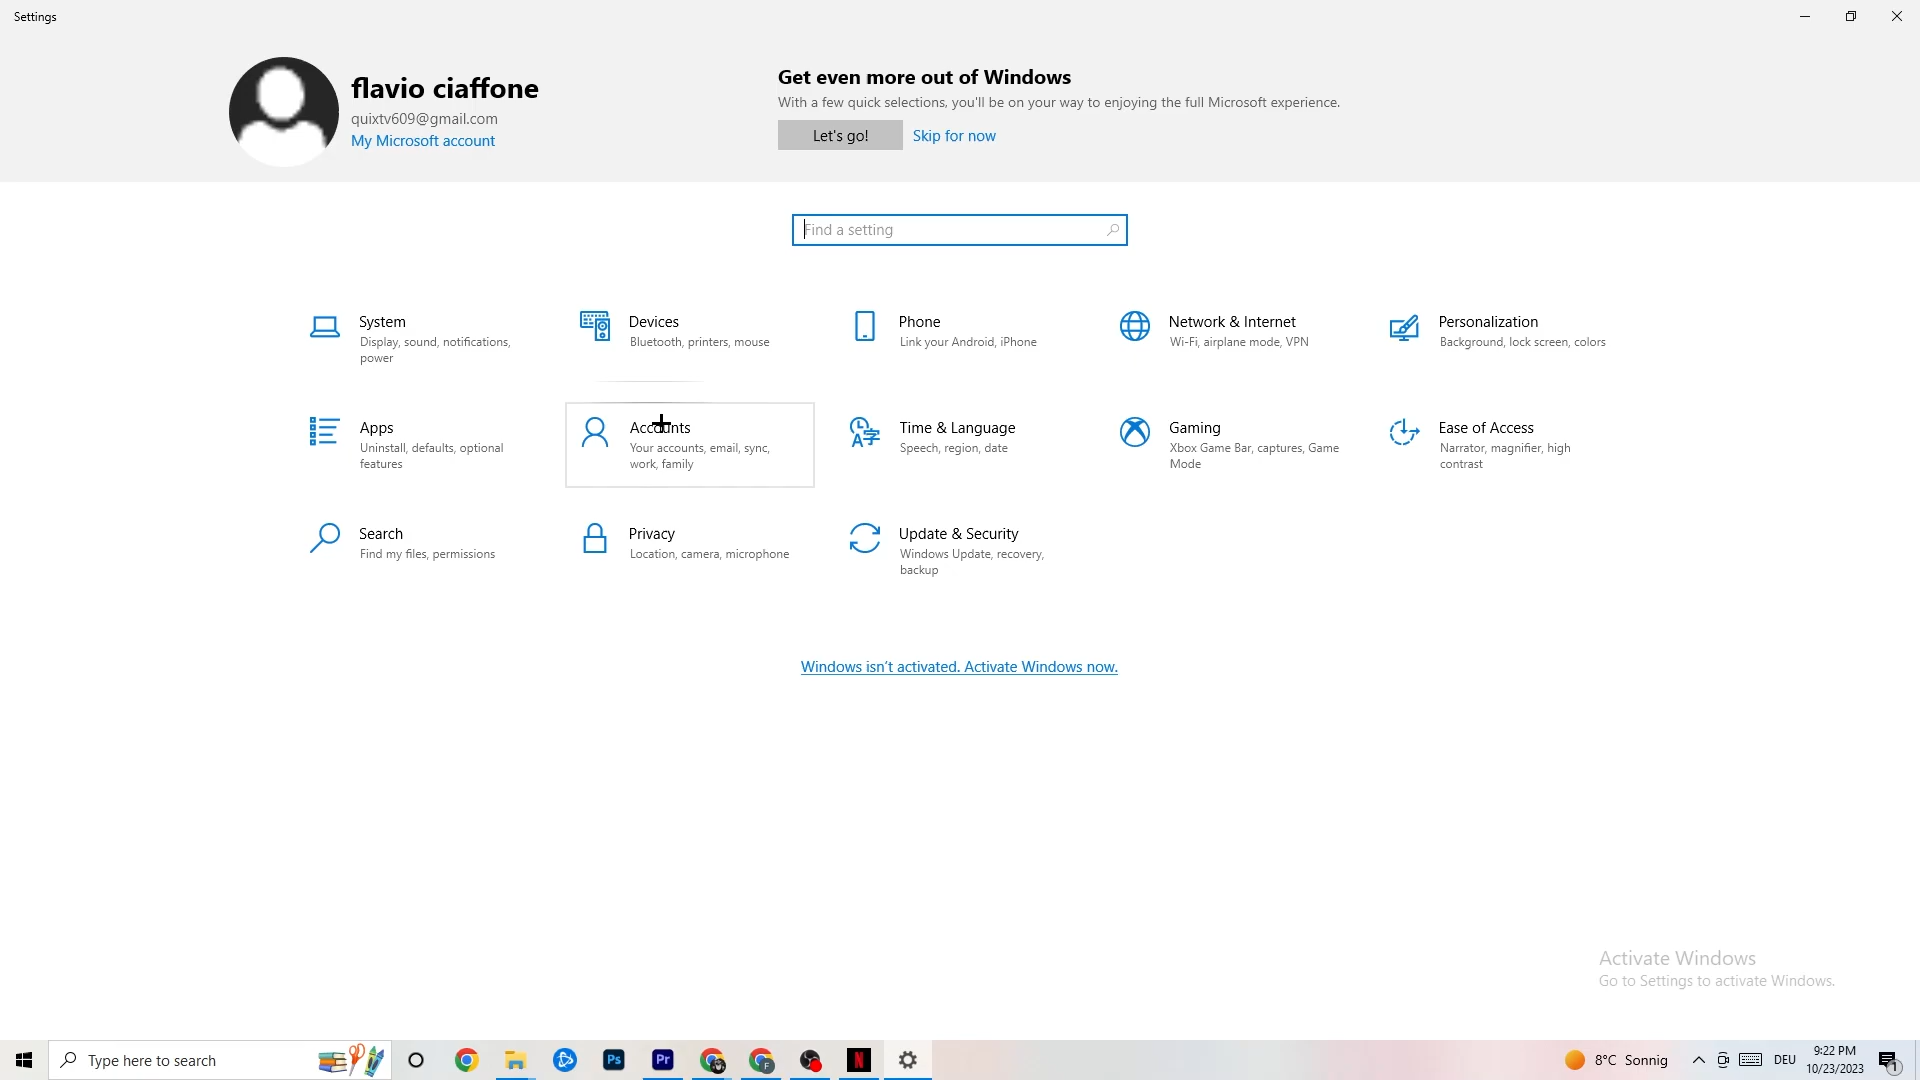 Settings
flavio ciaffone
quixtv609@gmail.com
My Microsoft account
Get even more out of Windows
With a few quick selections, you'll be on your way to enjoying the full Microsoft experience.
Let's go!
Skip for now
Find a setting
System
Display, sound, notifications,
power
Devices
Bluetooth, printers, mouse
Phone
Link your Android, iPhone
Network & Internet
Wi-Fi, airplane mode, VPN
Personalization
Background, lock screen, colors
Apps
Uninstall, defaults, optional
features
Accounts
Your accounts, email, sync,
work, family
Time & Language
Speech, region, date
Gaming
Xbox Game Bar, captures, Game
Mode
Ease of Access
Narrator, magnifier, high
contrast
Search
Find my files, permissions
Privacy
Location, camera, microphone
Update & Security
Windows Update, recovery,
backup
Windows isn't activated. Activate Windows now.
Activate Windows
Go to Settings to activate Windows.
Type here to search
Ps
Pr
F
N
8°C Sonnig
DEU
9:22 PM
10/23/2023
1